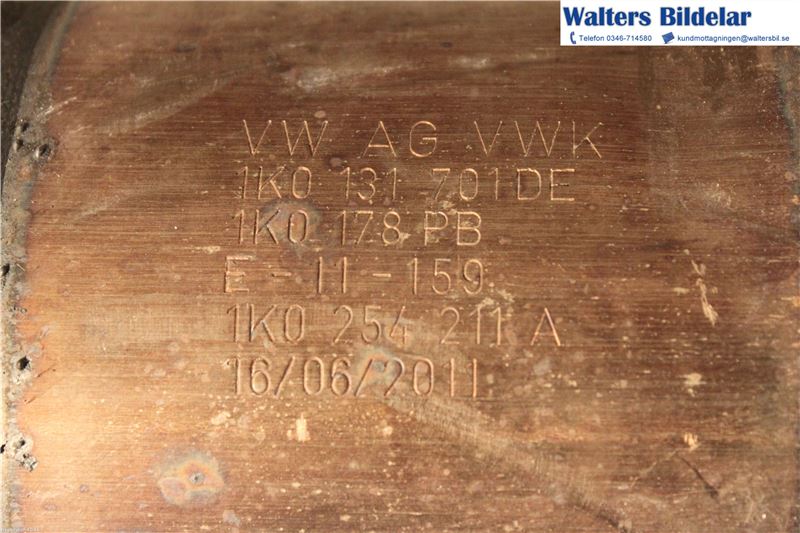 Walters Bildelar
Telefon 0346-714580 kundmottagningen@waltersbil.se
VW AG VWK
1K0 131 701DE
1K0 178 PB
E-11-159
1K0 254 211 A
16/06/2011